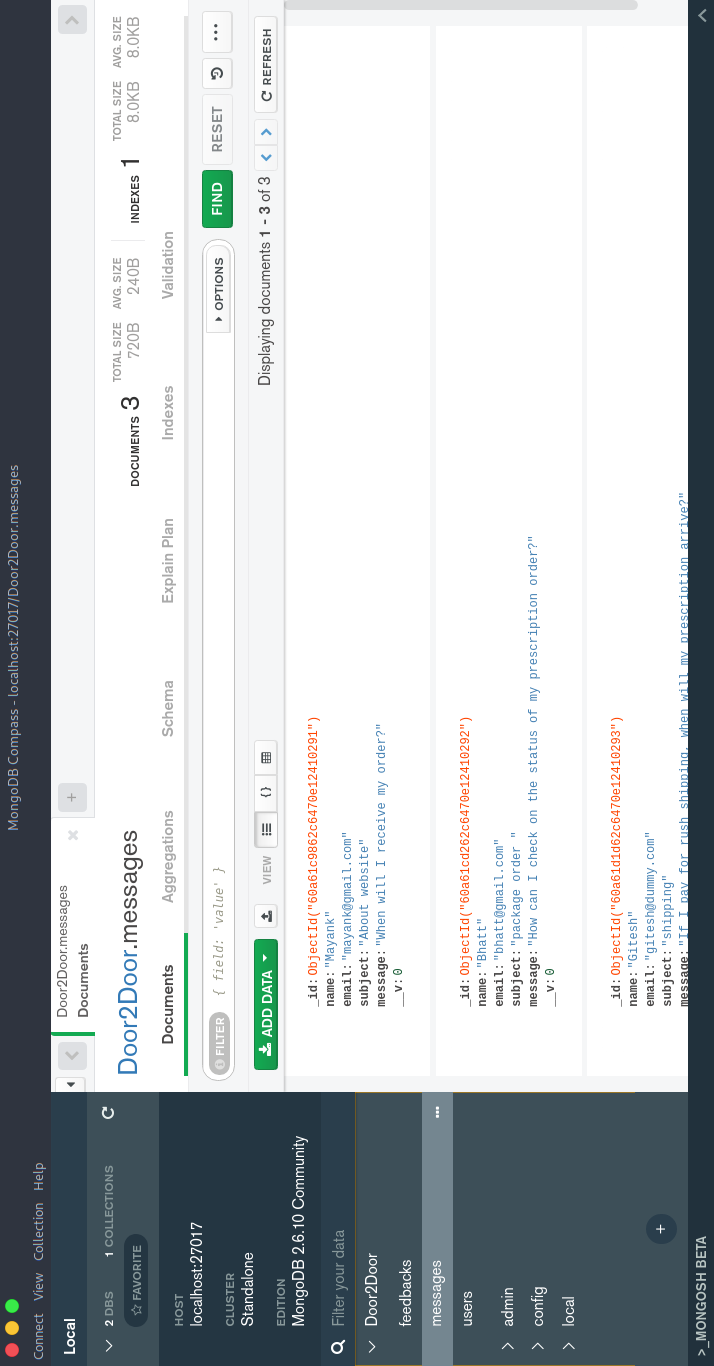 MongoDB Compass - localhost:27017/Door2Door.messages
Connect View Collection Help
Local
2 DBS 1 COLLECTIONS
FAVORITE
HOST
localhost:27017
CLUSTER
Standalone
EDITION
MongoDB 2.6.10 Community
Filter your data
Door2Door
feedbacks
messages
users
admin
config
local
>_MONGOSH BETA
Door2Door.messages
Documents
Door2Door.messages
DOCUMENTS 3 TOTAL SIZE 720B AVG. SIZE 240B INDEXES 1 TOTAL SIZE 8.0KB AVG. SIZE 8.0KB
Documents Aggregations Schema Explain Plan Indexes Validation
FILTER { field: 'value' } OPTIONS FIND RESET ...
ADD DATA VIEW {} Displaying documents 1 - 3 of 3 REFRESH
_id: ObjectId("60a61c9862c6470e12410291")
name: "Mayank"
email: "mayank@gmail.com"
subject: "About website"
message: "When will I receive my order?"
__v: 0
_id: ObjectId("60a61cd262c6470e12410292")
name: "Bhatt"
email: "bhatt@gmail.com"
subject: "package order "
message: "How can I check on the status of my prescription order?"
__v: 0
_id: ObjectId("60a61d1d62c6470e12410293")
name: "Gitesh"
email: "gitesh@dummy.com"
subject: "shipping"
message: "If I pay for rush shipping, when will my prescription arrive?"